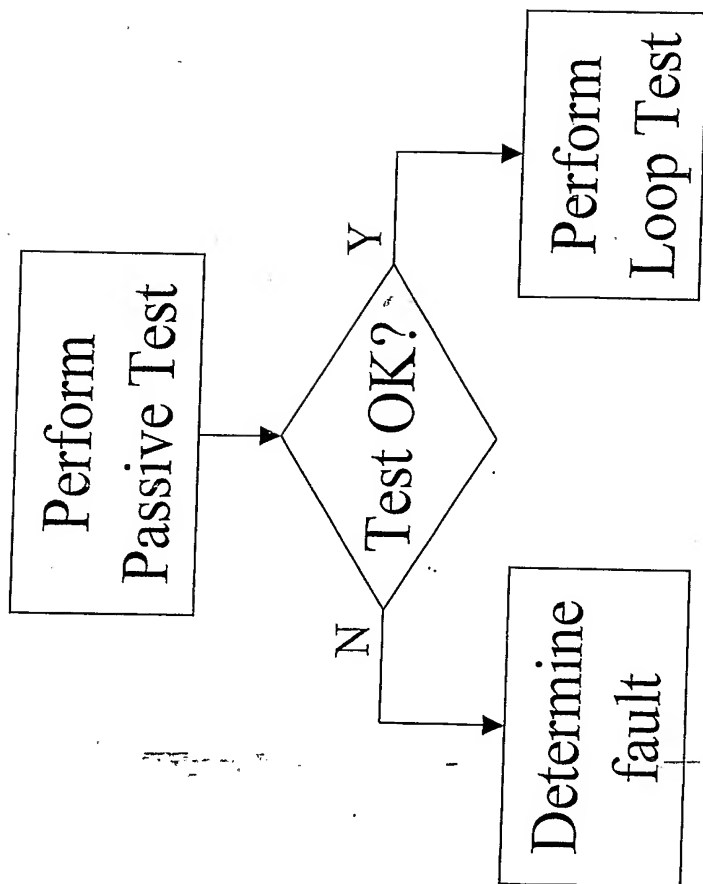 Perform
Passive Test
Test OK?
N
Y
Determine
fault
Perform
Loop Test